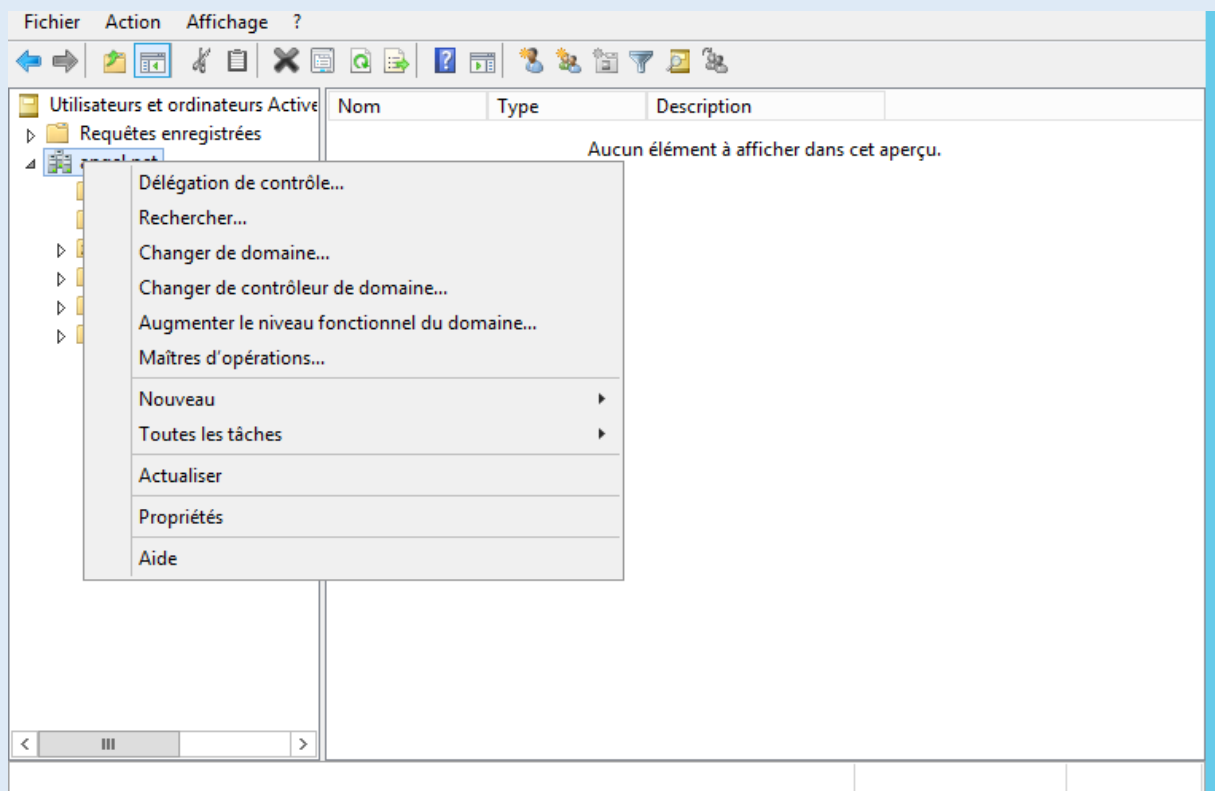 Fichier Action Affichage ?
Utilisateurs et ordinateurs Active
Nom Type Description
Requêtes enregistrées
Aucun élément à afficher dans cet aperçu.
Délégation de contrôle...
Rechercher...
Changer de domaine...
Changer de contrôleur de domaine...
Augmenter le niveau fonctionnel du domaine...
Maîtres d'opérations...
Nouveau
Toutes les tâches
Actualiser
Propriétés
Aide